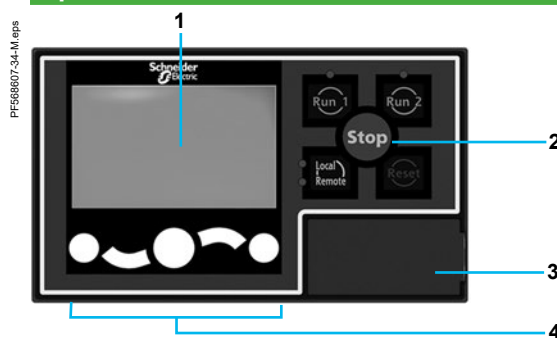 PF568607-34-M.eps
1
Schneider
Electric
Run 1
Run 2
Stop
2
Local
Remote
Reset
3
4